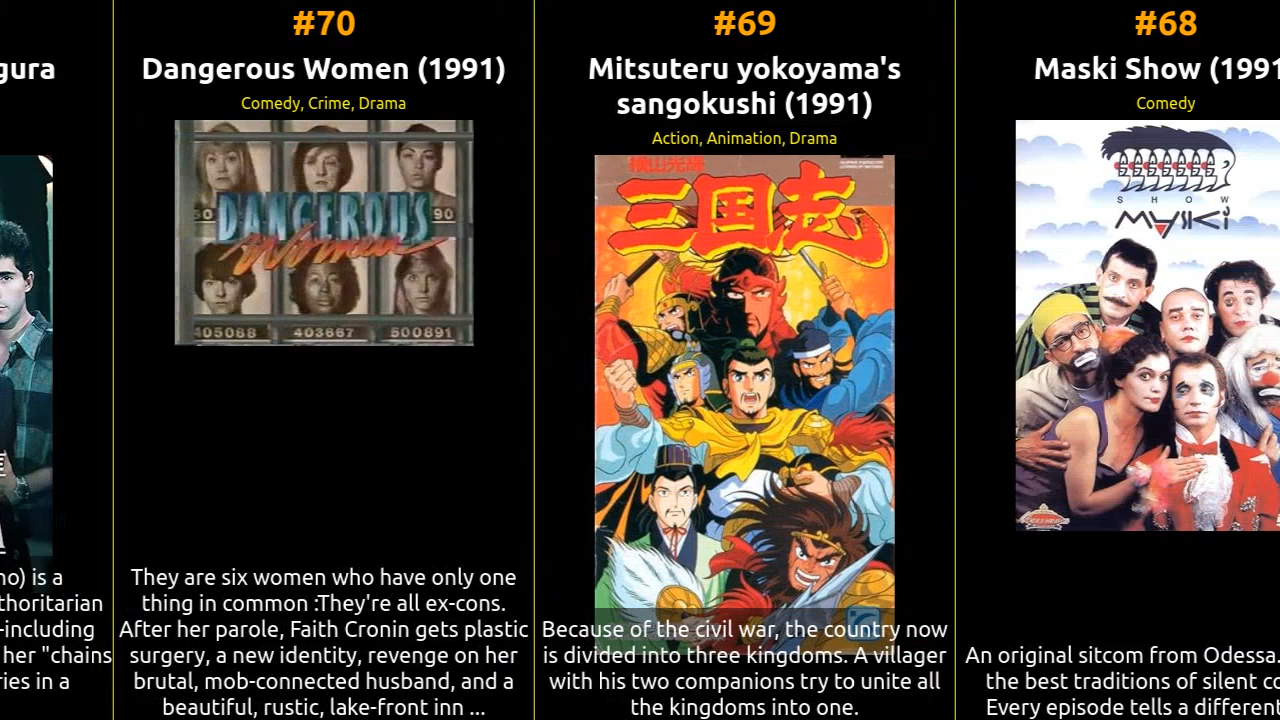 gura
no) is a
thoritarian
-including
her "chains
ries in a
#70
Dangerous Women (1991)
Comedy, Crime, Drama
50
90
DANGEROUS
Women
405068
403667
500891
They are six women who have only one
thing in common :They're all ex-cons.
After her parole, Faith Cronin gets plastic
surgery, a new identity, revenge on her
brutal, mob-connected husband, and a
beautiful, rustic, lake-front inn ...
#69
Mitsuteru yokoyama's
sangokushi (1991)
Action, Animation, Drama
横山光輝
三国志
Because of the civil war, the country now
is divided into three kingdoms. A villager
with his two companions try to unite all
the kingdoms into one.
#68
Maski Show (1991
Comedy
SHOW
MASKi
An original sitcom from Odessa.
the best traditions of silent co
Every episode tells a different